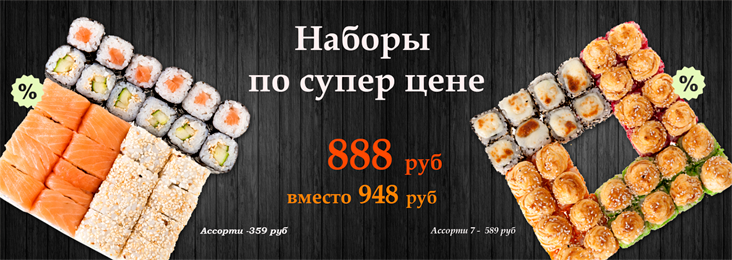 Наборы
по супер цене
%
%
888 руб
вместо 948 руб
Ассорти -359 руб
Ассорти 7 - 589 руб